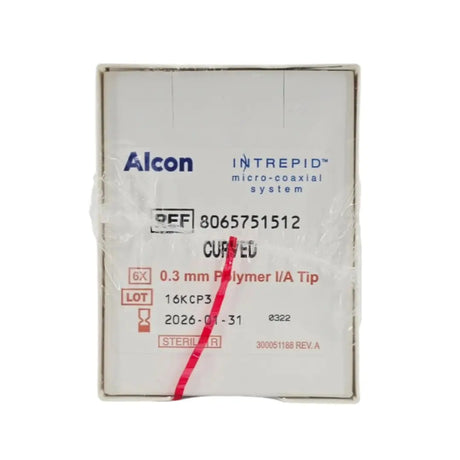 Alcon
INTREPID™
micro-coaxial
system
REF 8065751512
CURVED
6X 0.3 mm Polymer I/A Tip
LOT 16KCP3
2026-01-31 0322
STERILE R
300051188 REV. A